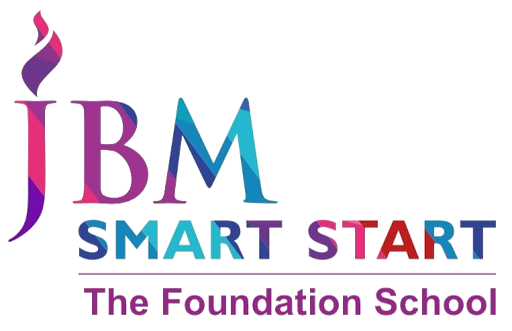 JBM
SMART START
The Foundation School